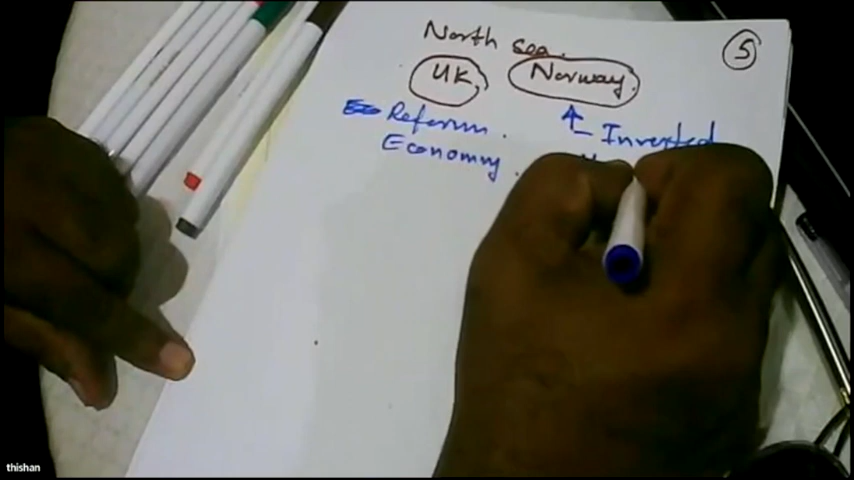 North sea.
5
UK, Norway.
Reform.
Economy.
Invested
thishan